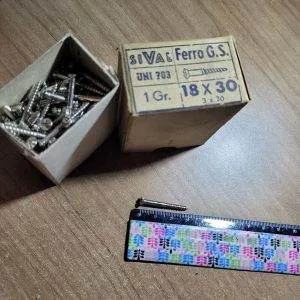 SIVAL Ferro G.S.
UNI 703
1 Gr. 18 X 30
3 x 30